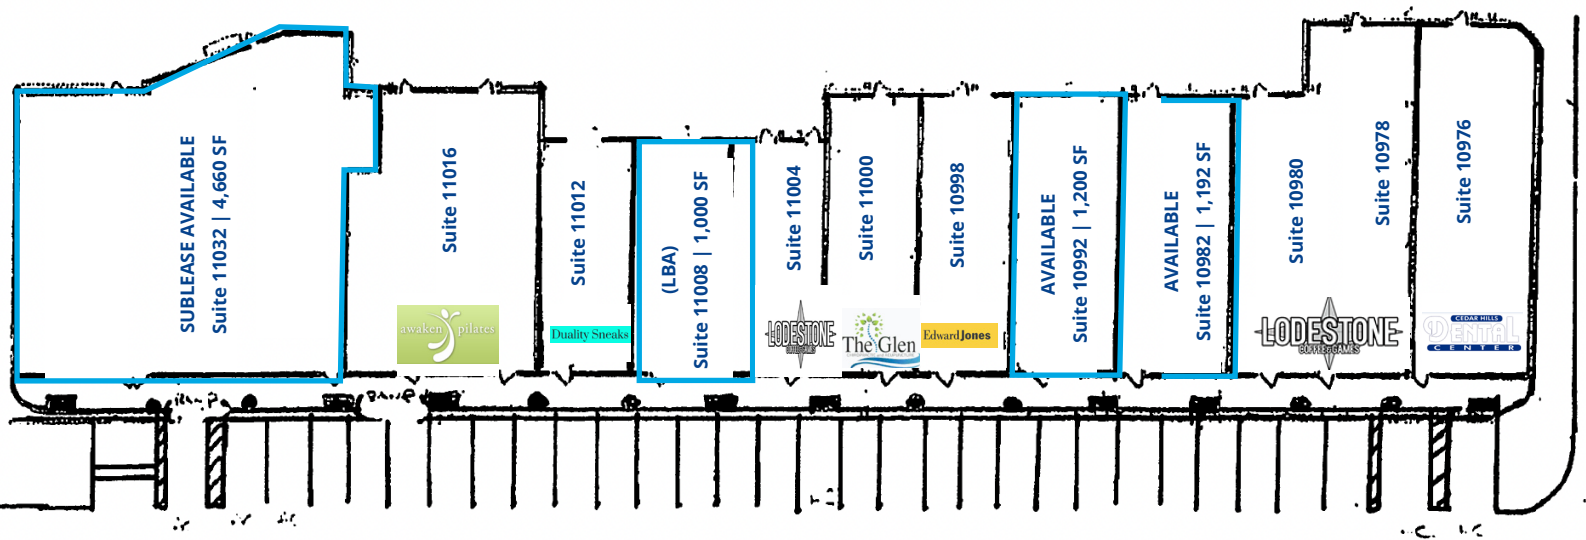 SUBLEASE AVAILABLE
Suite 11032 | 4,660 SF
Suite 11016
awaken pilates
Suite 11012
Duality Sneaks
(LBA)
Suite 11008 | 1,000 SF
Suite 11004
LODESTONE
COFFEE&GAMES
Suite 11000
The Glen
Suite 10998
Edward Jones
AVAILABLE
Suite 10992 | 1,200 SF
AVAILABLE
Suite 10982 | 1,192 SF
Suite 10980
LODESTONE
COFFEE&GAMES
Suite 10978
Suite 10976
CEDAR HILLS
DENTAL
CENTER